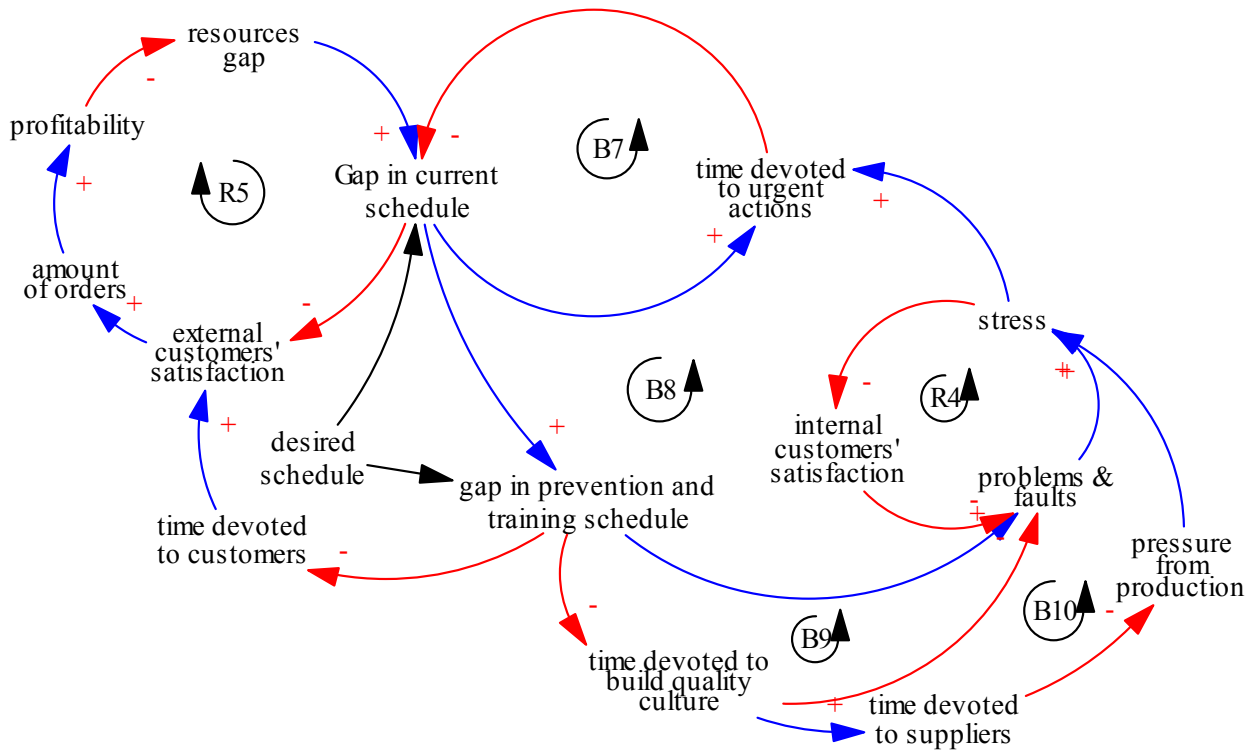 resources
gap
profitability
+
-
+
-
B7
R5
Gap in current
schedule
time devoted
to urgent
actions
+
+
amount
of orders
+
-
external
customers'
satisfaction
+
stress
B8
-
R4
+
+
desired
schedule
+
internal
customers'
satisfaction
gap in prevention and
training schedule
problems &
faults
-
+
-
time devoted
to customers
-
pressure
from
production
-
B9
B10
-
time devoted to
build quality
culture
+
time devoted
to suppliers